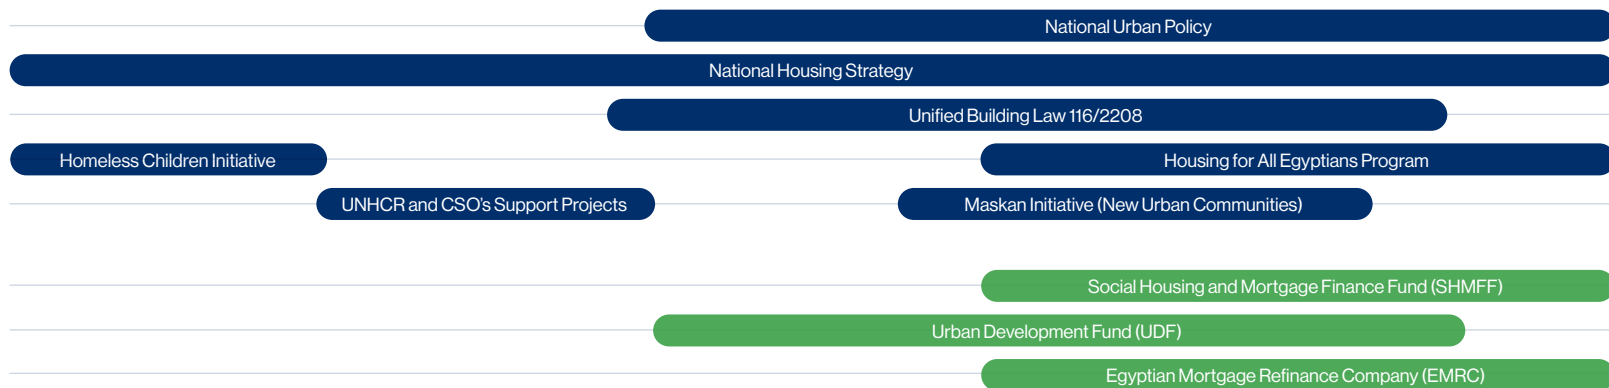 National Urban Policy
National Housing Strategy
Unified Building Law 116/2208
Homeless Children Initiative
Housing for All Egyptians Program
UNHCR and CSO's Support Projects
Maskan Initiative (New Urban Communities)
Social Housing and Mortgage Finance Fund (SHMFF)
Urban Development Fund (UDF)
Egyptian Mortgage Refinance Company (EMRC)